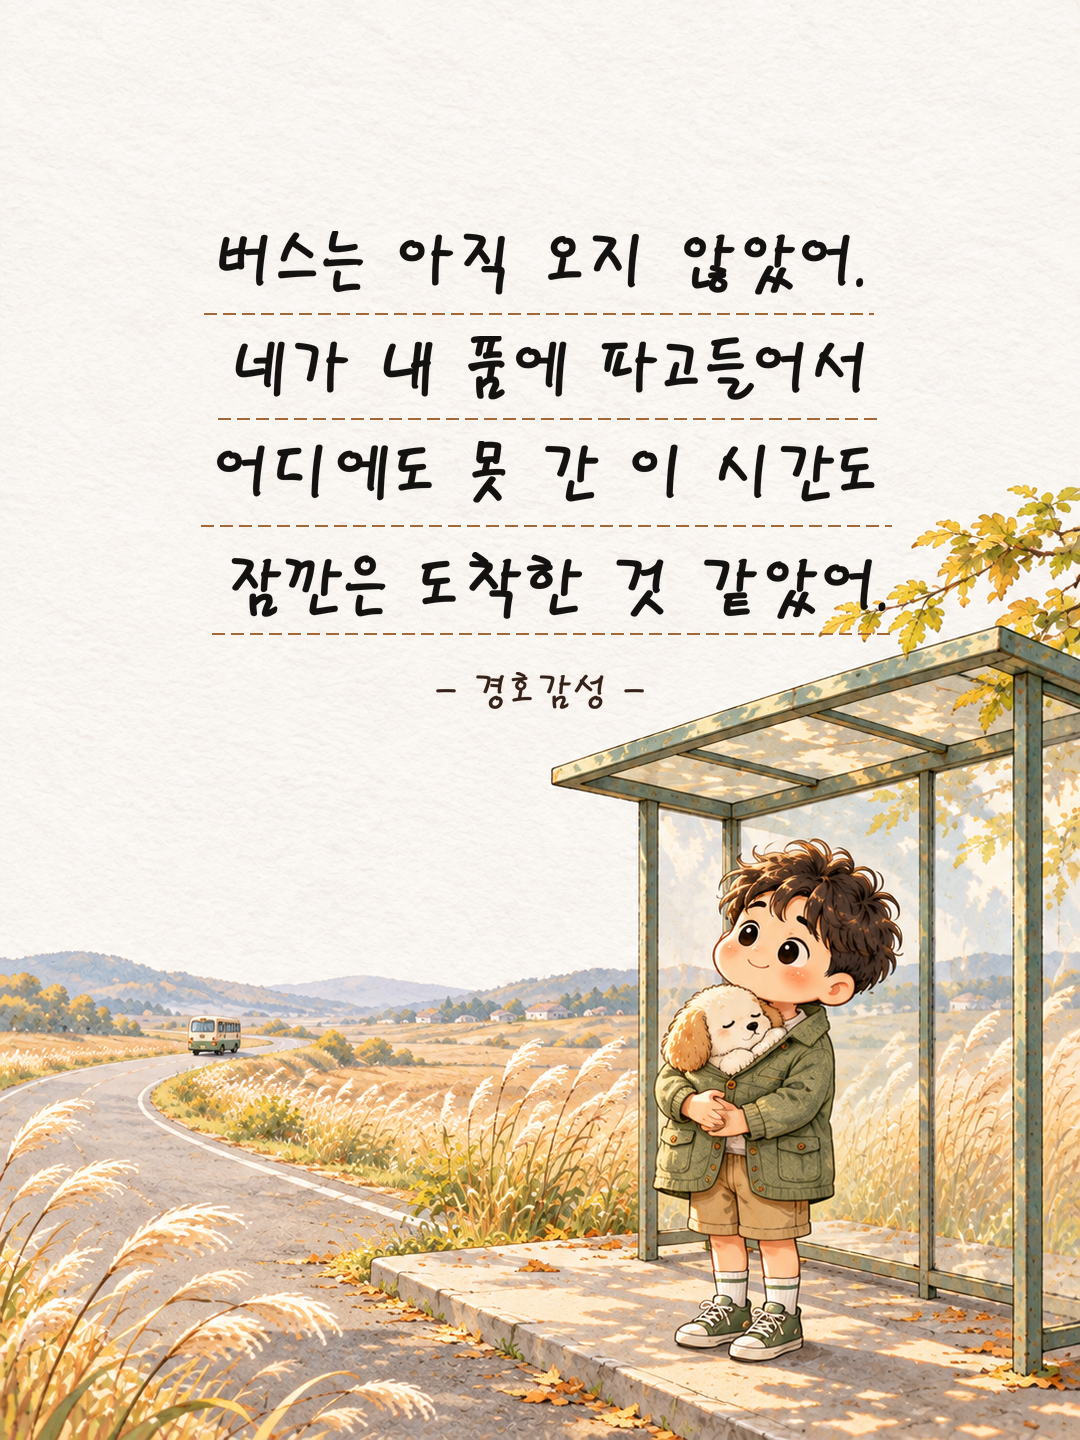 버스는 아직 오지 않았어.
네가 내 품에 파고들어서
어디에도 못 간 이 시간도
잠깐은 도착한 것 같았어.
- 경호감성 -